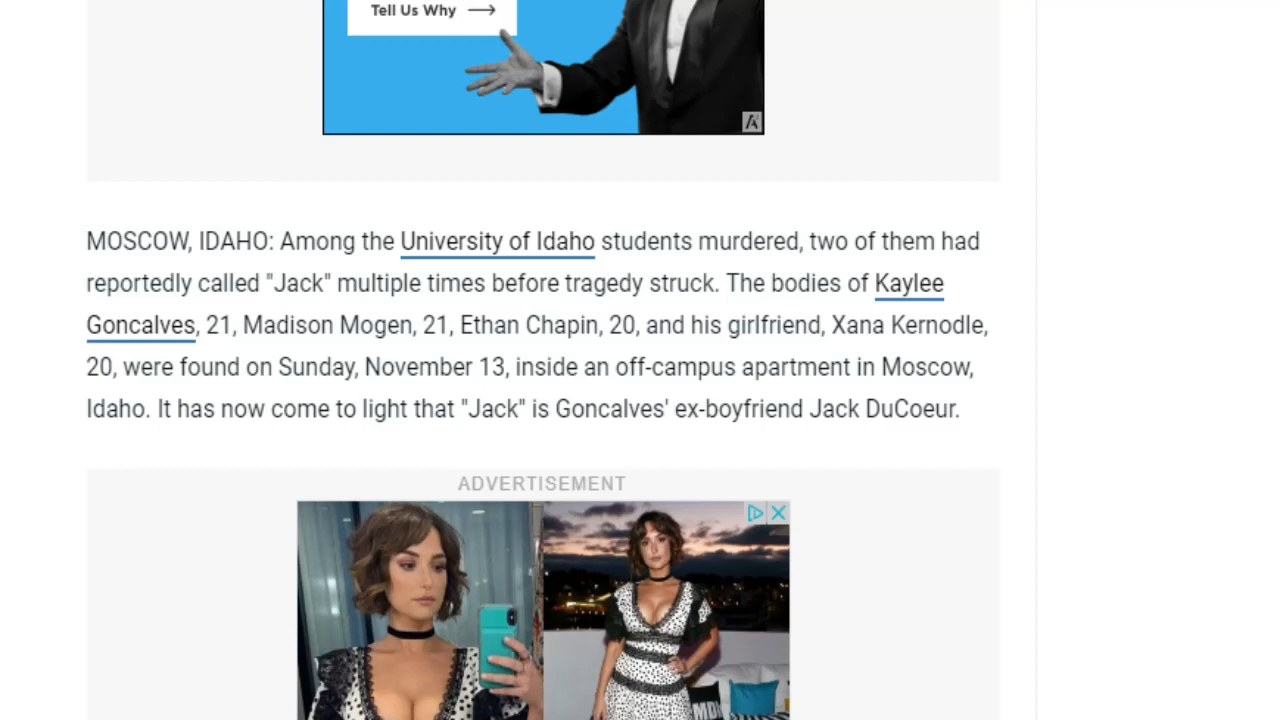 Tell Us Why →
MOSCOW, IDAHO: Among the University of Idaho students murdered, two of them had
reportedly called "Jack" multiple times before tragedy struck. The bodies of Kaylee
Goncalves, 21, Madison Mogen, 21, Ethan Chapin, 20, and his girlfriend, Xana Kernodle,
20, were found on Sunday, November 13, inside an off-campus apartment in Moscow,
Idaho. It has now come to light that "Jack" is Goncalves' ex-boyfriend Jack DuCoeur.
ADVERTISEMENT